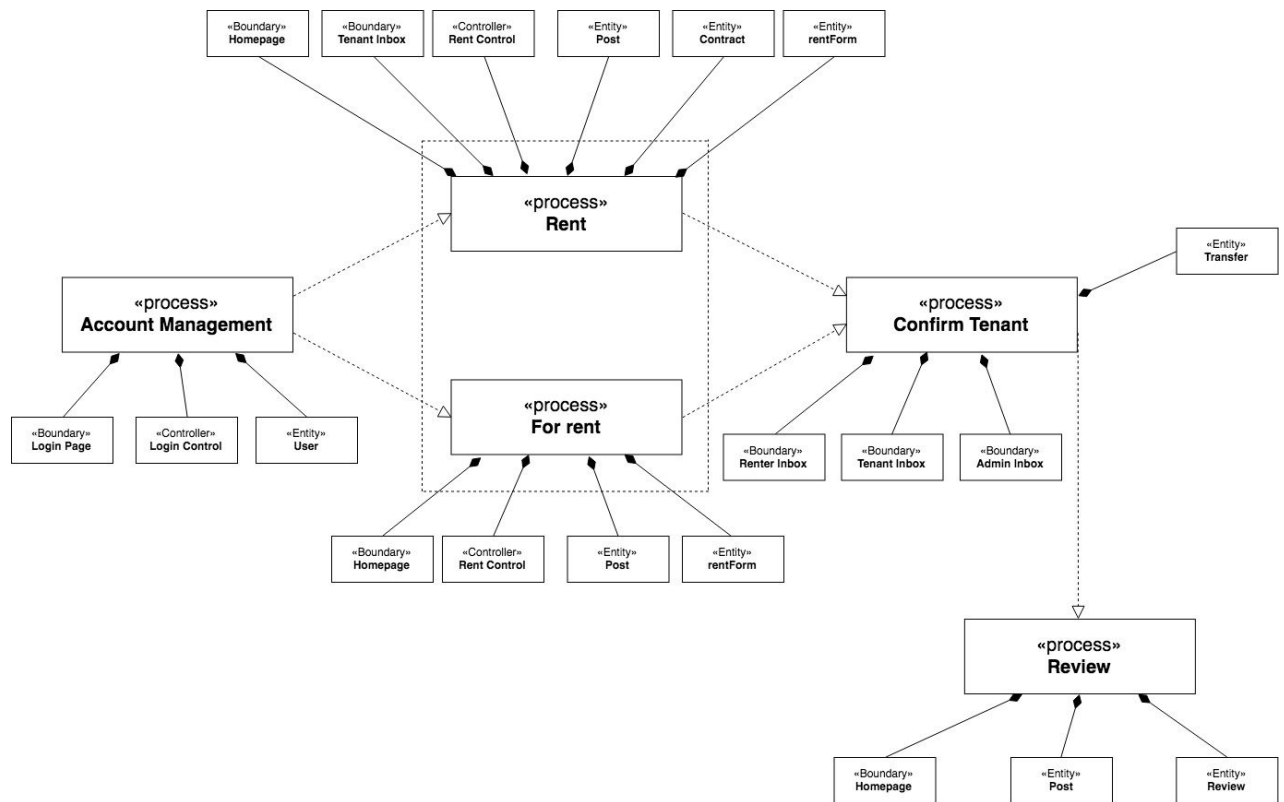 «Boundary»
Homepage
«Boundary»
Tenant Inbox
«Controller»
Rent Control
«Entity»
Post
«Entity»
Contract
«Entity»
rentForm
«process»
Rent
«Entity»
Transfer
«process»
Account Management
«process»
Confirm Tenant
«process»
For rent
«Boundary»
Login Page
«Controller»
Login Control
«Entity»
User
«Boundary»
Renter Inbox
«Boundary»
Tenant Inbox
«Boundary»
Admin Inbox
«Boundary»
Homepage
«Controller»
Rent Control
«Entity»
Post
«Entity»
rentForm
«process»
Review
«Boundary»
Homepage
«Entity»
Post
«Entity»
Review